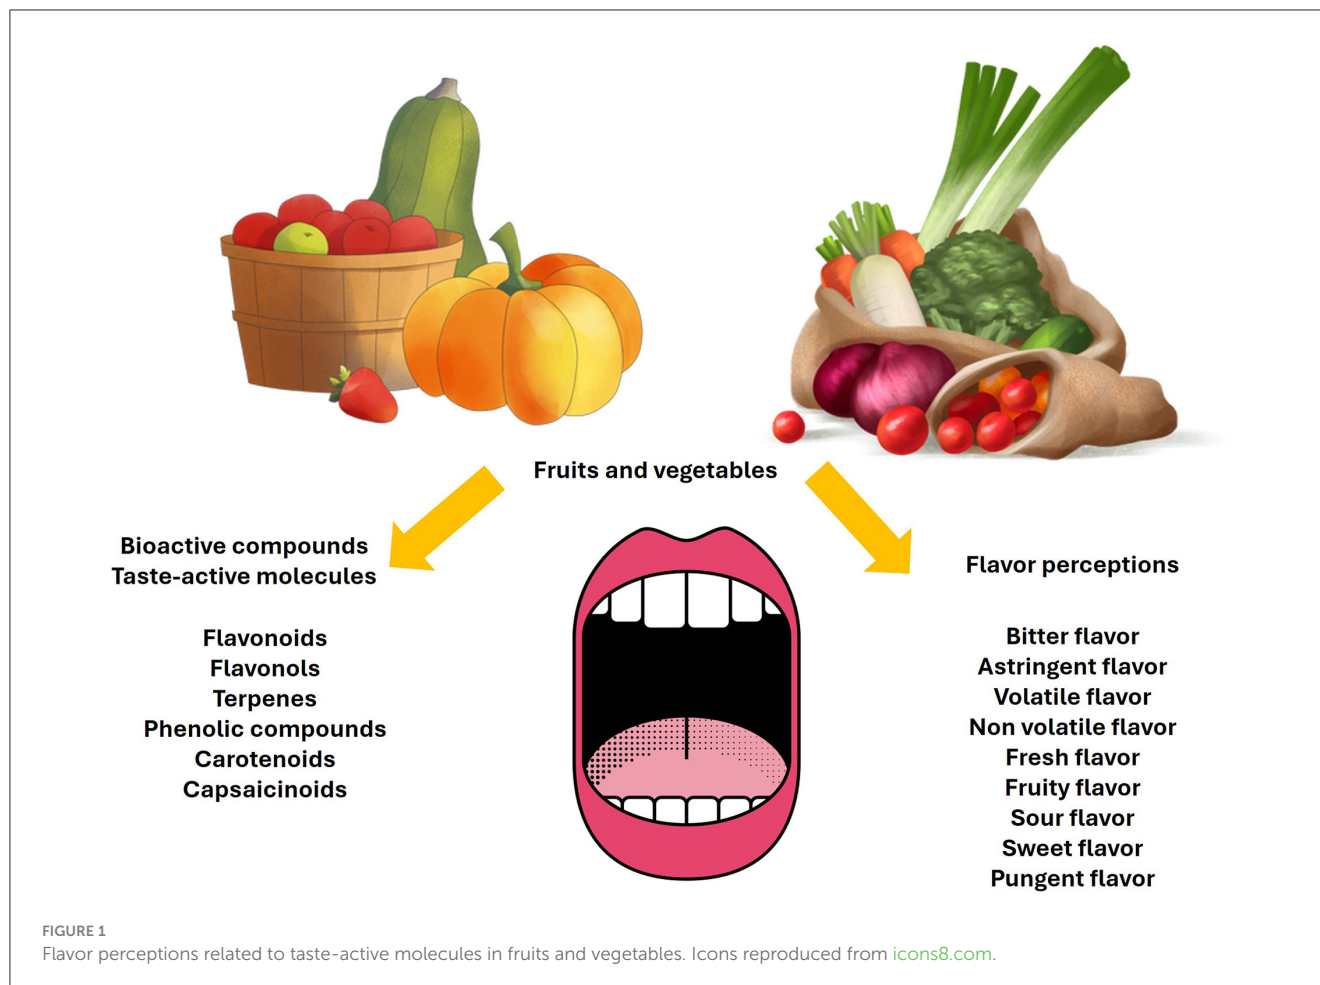 Fruits and vegetables
Bioactive compounds
Taste-active molecules
Flavonoids
Flavonols
Terpenes
Phenolic compounds
Carotenoids
Capsaicinoids
Flavor perceptions
Bitter flavor
Astringent flavor
Volatile flavor
Non volatile flavor
Fresh flavor
Fruity flavor
Sour flavor
Sweet flavor
Pungent flavor
FIGURE 1
Flavor perceptions related to taste-active molecules in fruits and vegetables. Icons reproduced from icons8.com.